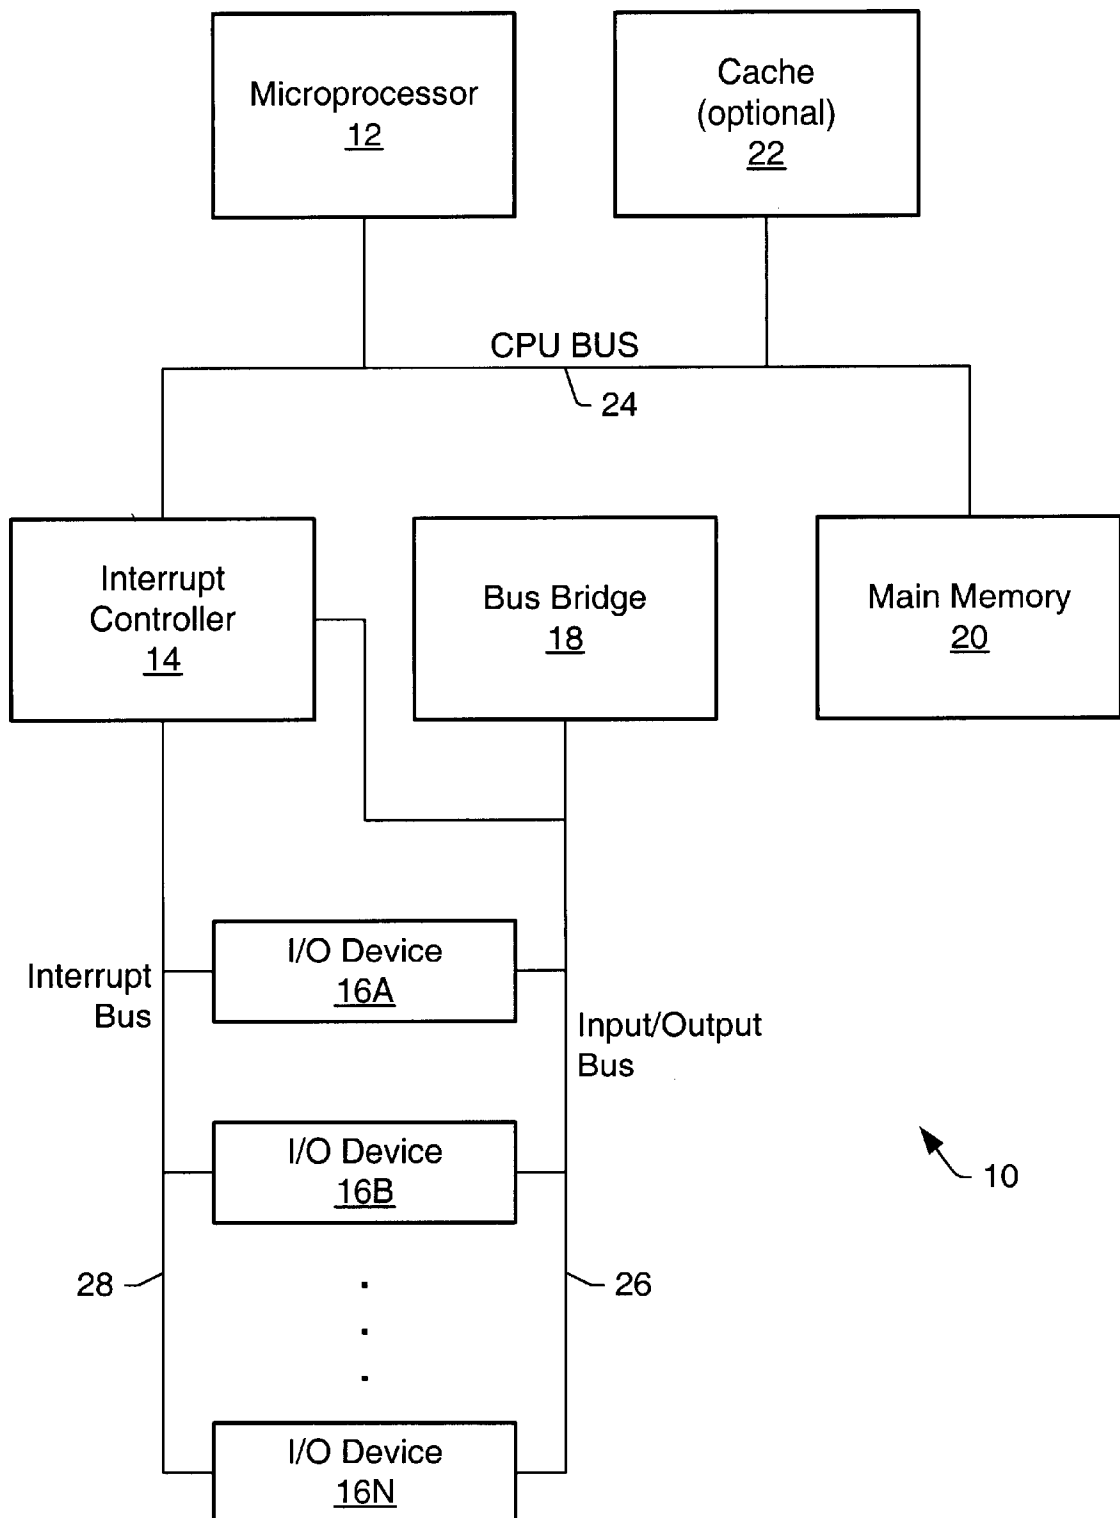 Microprocessor
12
Cache
(optional)
22
CPU BUS
24
Interrupt
Controller
14
Bus Bridge
18
Main Memory
20
I/O Device
16A
Interrupt
Bus
Input/Output
Bus
I/O Device
16B
10
28
26
I/O Device
16N